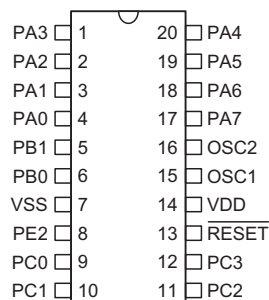 PA3 1 20 PA4
PA2 2 19 PA5
PA1 3 18 PA6
PA0 4 17 PA7
PB1 5 16 OSC2
PB0 6 15 OSC1
VSS 7 14 VDD
PE2 8 13 RESET
PC0 9 12 PC3
PC1 10 11 PC2